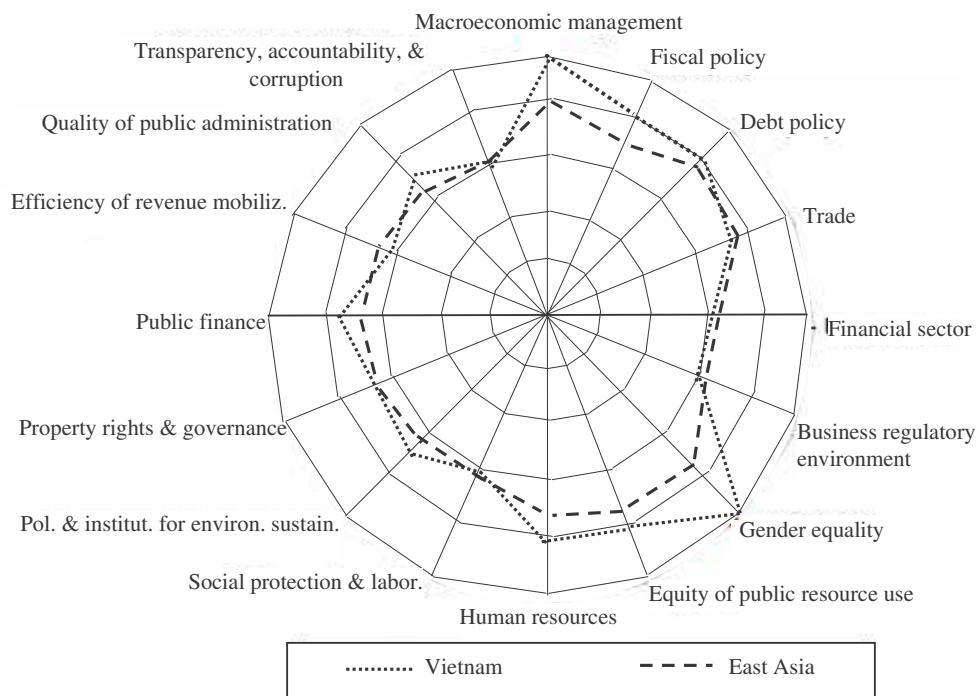 Macroeconomic management
Transparency, accountability, &
corruption
Fiscal policy
Quality of public administration
Debt policy
Efficiency of revenue mobiliz.
Trade
Public finance
Financial sector
Property rights & governance
Business regulatory
environment
Pol. & institut. for environ. sustain.
Gender equality
Social protection & labor.
Equity of public resource use
Human resources
Vietnam
East Asia